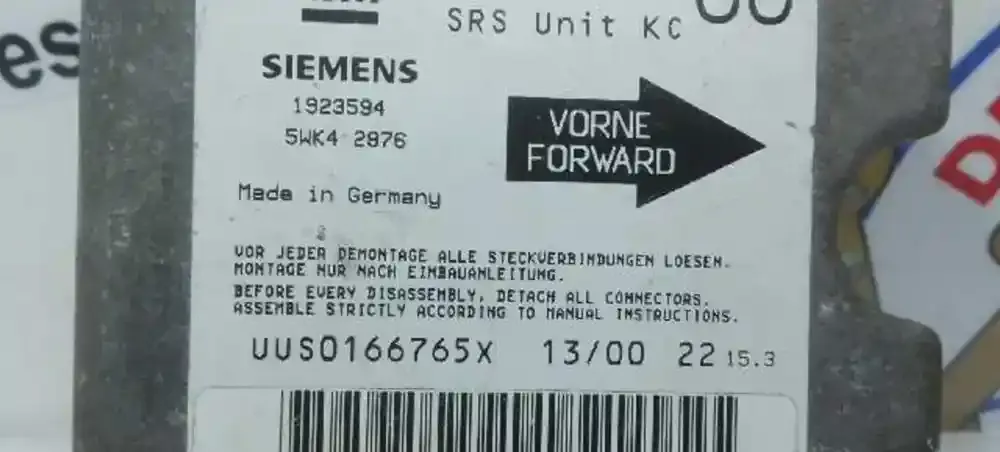 SRS Unit KC
es
SIEMENS
1923594
5WK4 2876
VORNE
FORWARD
Made in Germany
VOR JEDER DEMONTAGE ALLE STECKVERBINDUNGEN LOESEN.
MONTAGE NUR NACH EINBAUANLEITUNG.
BEFORE EVERY DISASSEMBLY, DETACH ALL CONNECTORS.
ASSEMBLE STRICTLY ACCORDING TO MANUAL INSTRUCTIONS.
UUS0166765X 13/00 22 15.3